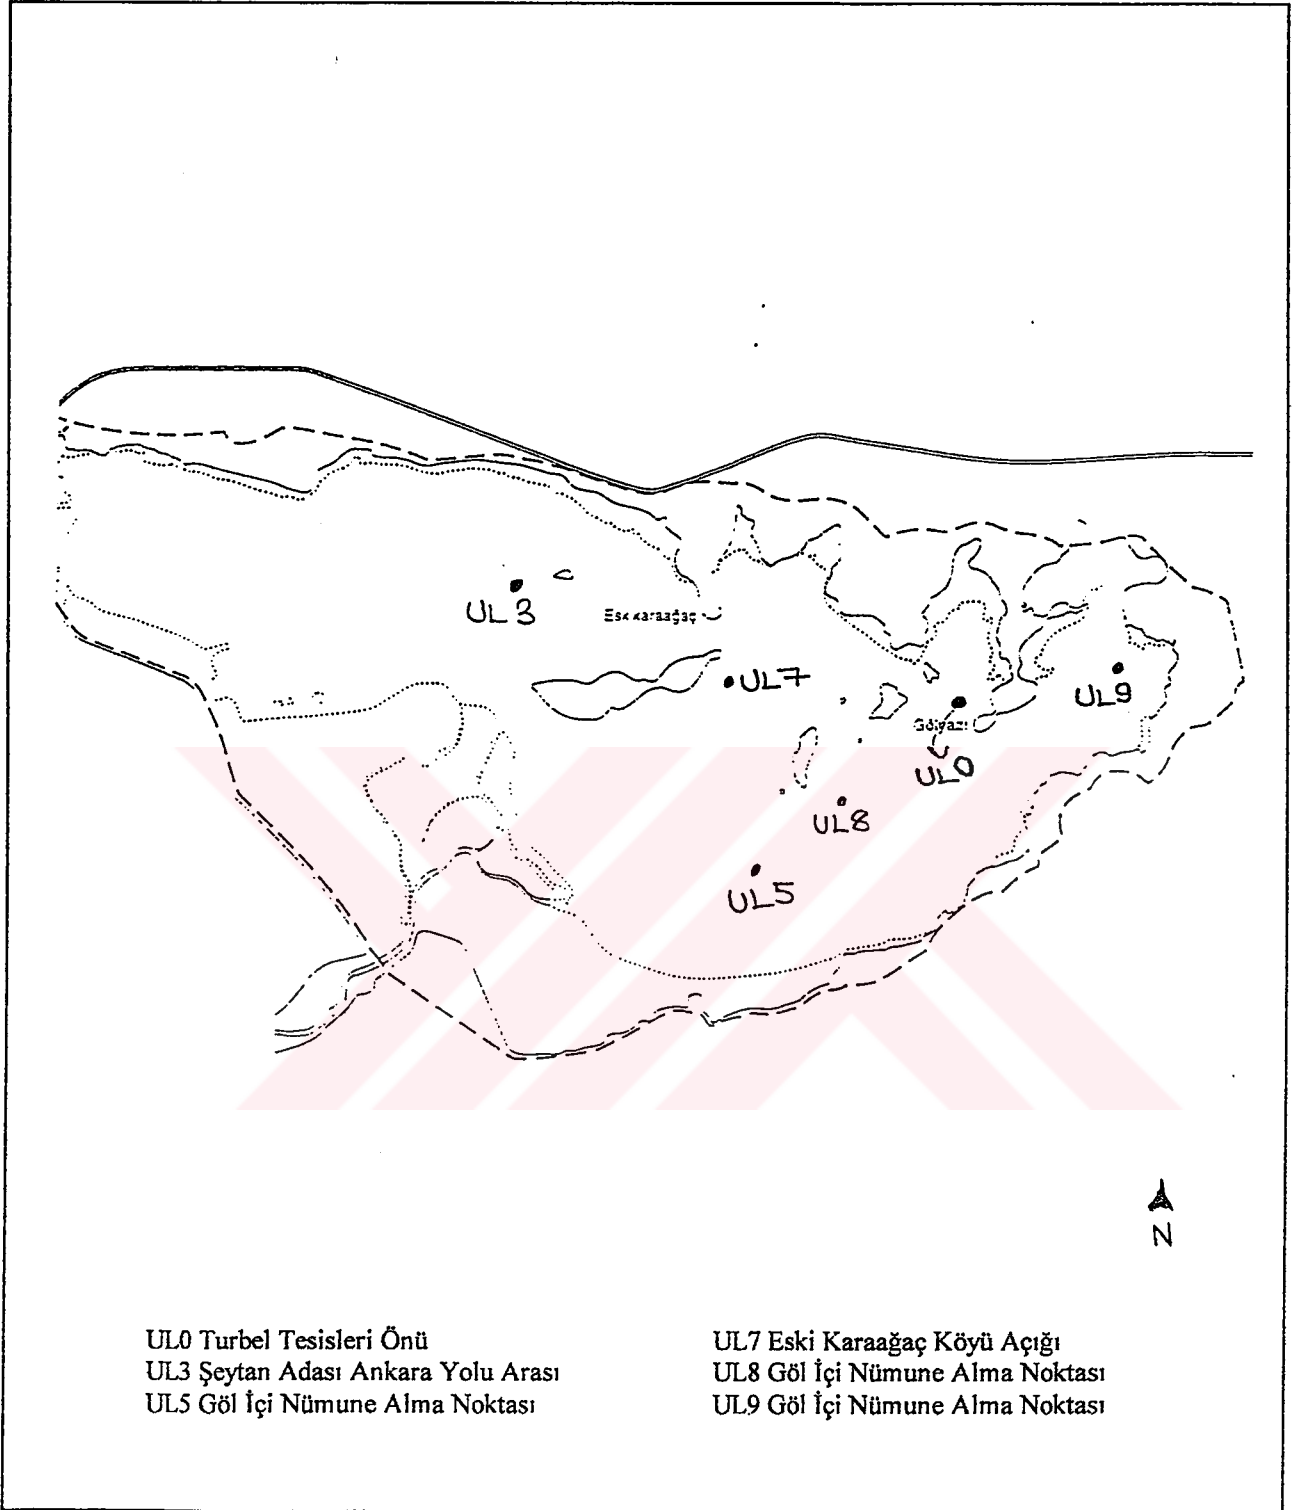 UL3
Eski Karaağaç
UL7
UL9
Gölyazı
UL0
UL8
UL5
N
UL0 Turbel Tesisleri Önü
UL3 Şeytan Adası Ankara Yolu Arası
UL5 Göl İçi Nümune Alma Noktası
UL7 Eski Karaağaç Köyü Açığı
UL8 Göl İçi Nümune Alma Noktası
UL9 Göl İçi Nümune Alma Noktası